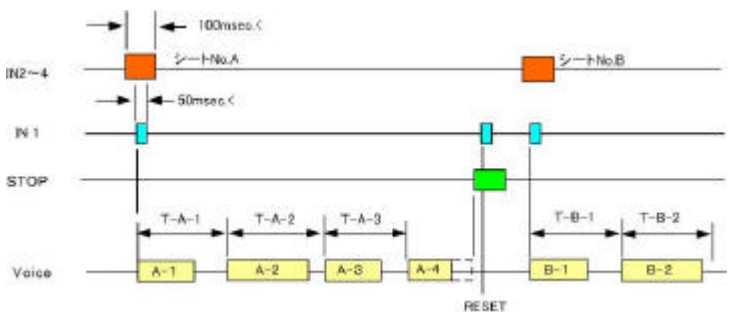 100msec.<
シートNo.A
シートNo.B
IN2～4
50msec.<
IN 1
STOP
T-A-1
T-A-2
T-A-3
T-B-1
T-B-2
Voice
A-1
A-2
A-3
A-4
B-1
B-2
RESET